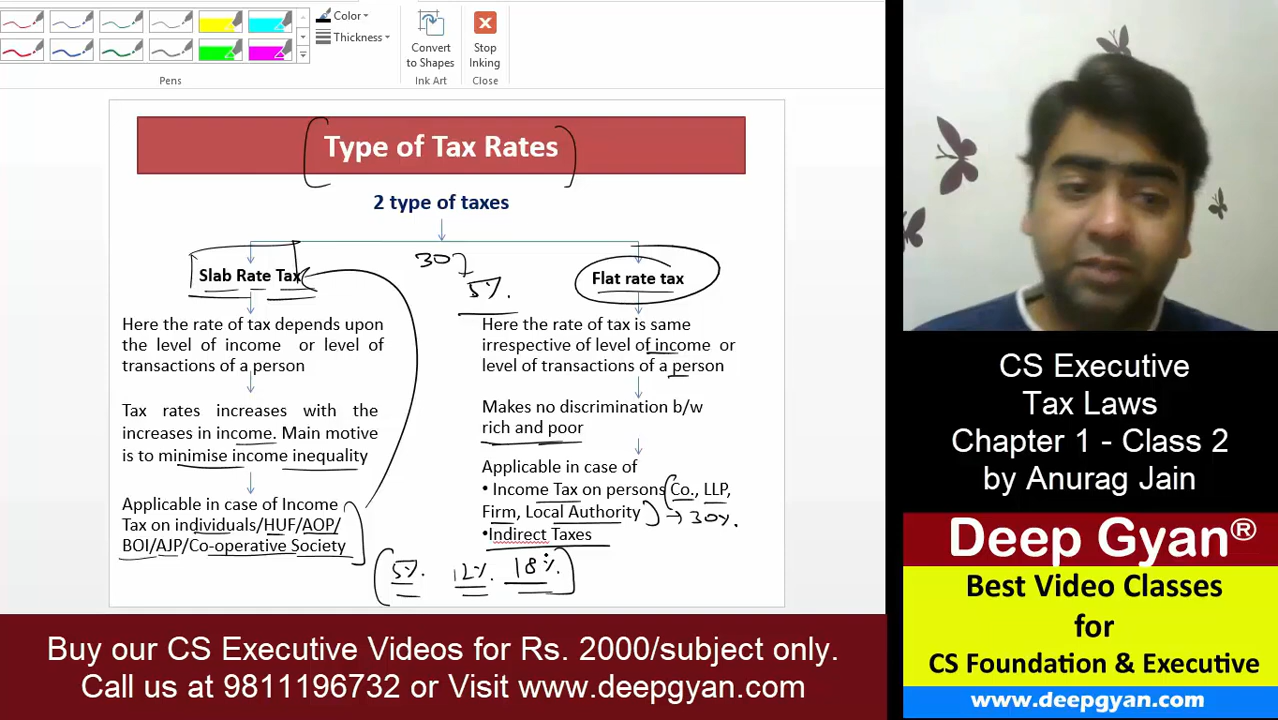 Color
Thickness
Convert
to Shapes
Stop
Inking
Pens
Ink Art
Close
Type of Tax Rates
2 type of taxes
Slab Rate Tax
Here the rate of tax depends upon
the level of income or level of
transactions of a person
Tax rates increases with the
increases in income. Main motive
is to minimise income inequality
Applicable in case of Income
Tax on individuals/HUF/AOP/
BOI/AJP/Co-operative Society
5%.
Flat rate tax
Here the rate of tax is same
irrespective of level of income or
level of transactions of a person
Makes no discrimination b/w
rich and poor
Applicable in case of
• Income Tax on persons Co., LLP,
Firm, Local Authority
→ 30%.
•Indirect Taxes
5%. 12%. 18%.
CS Executive
Tax Laws
Chapter 1 - Class 2
by Anurag Jain
Deep Gyan®
Best Video Classes
for
CS Foundation & Executive
www.deepgyan.com
Buy our CS Executive Videos for Rs. 2000/subject only.
Call us at 9811196732 or Visit www.deepgyan.com